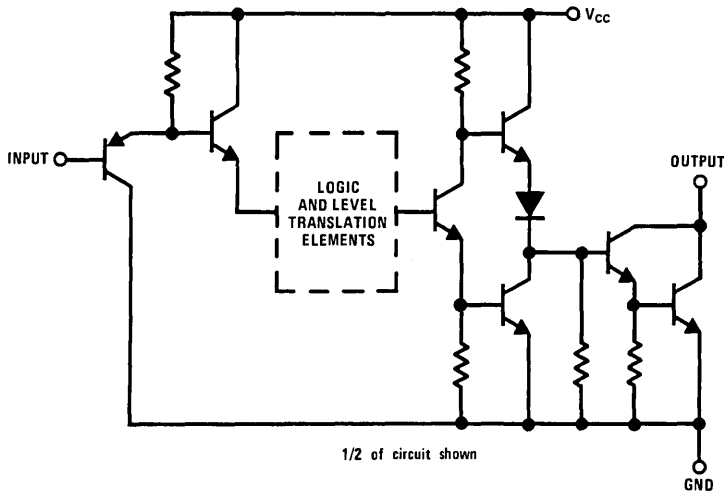 VCC
INPUT
LOGIC
AND LEVEL
TRANSLATION
ELEMENTS
OUTPUT
1/2 of circuit shown
GND